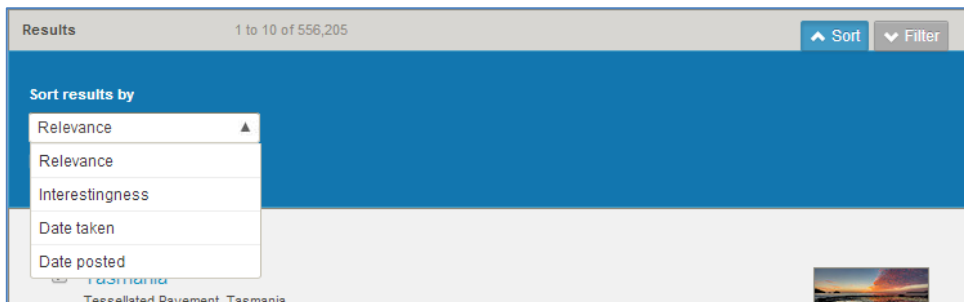 Results 1 to 10 of 556,205 Sort Filter
Sort results by
Relevance
Relevance
Interestingness
Date taken
Date posted
Tasmania
Tessellated Pavement, Tasmania